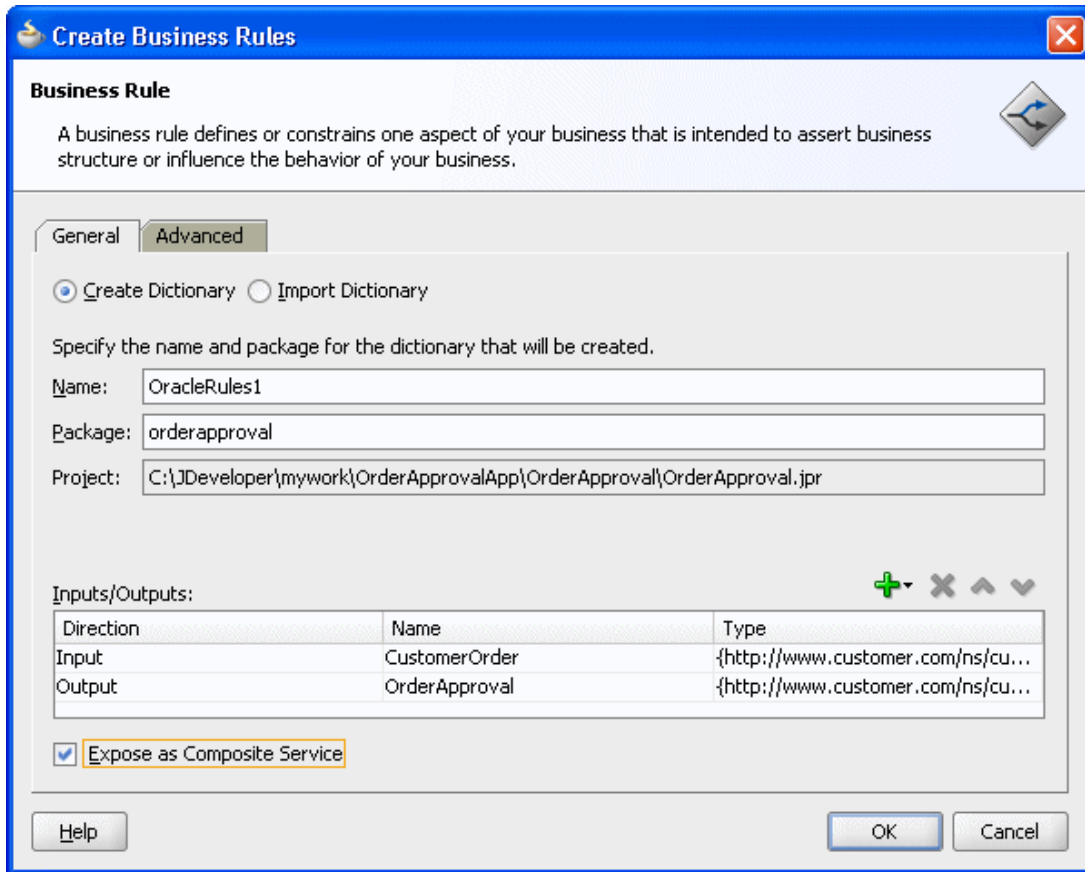 Create Business Rules
Business Rule
A business rule defines or constrains one aspect of your business that is intended to assert business
structure or influence the behavior of your business.
General Advanced
Create Dictionary Import Dictionary
Specify the name and package for the dictionary that will be created.
Name: OracleRules1
Package: orderapproval
Project: C:\JDeveloper\mywork\OrderApprovalApp\OrderApproval\OrderApproval.jpr
Inputs/Outputs:
Direction Name Type
Input CustomerOrder {http://www.customer.com/ns/cu...
Output OrderApproval {http://www.customer.com/ns/cu...
Expose as Composite Service
Help OK Cancel